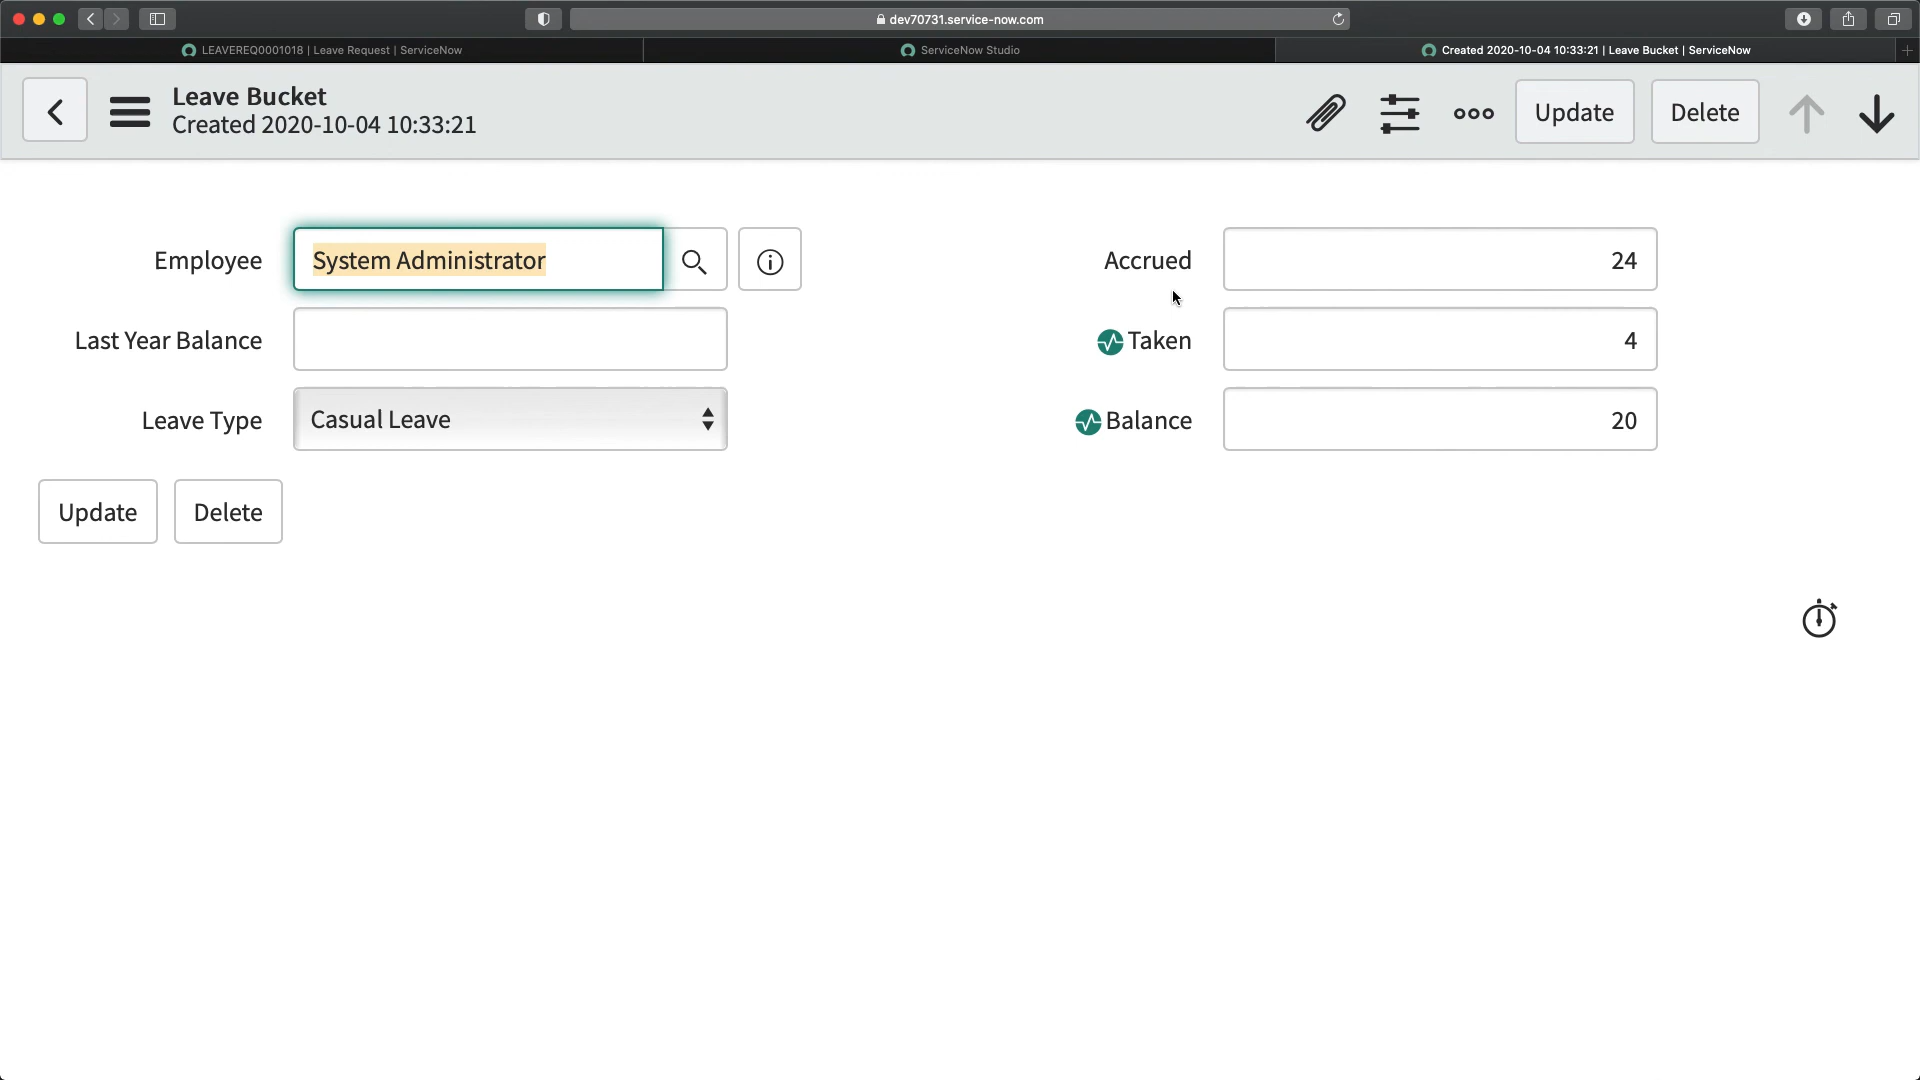 dev70731.service-now.com
LEAVEREQ0001018 | Leave Request | ServiceNow
ServiceNow Studio
Created 2020-10-04 10:33:21 | Leave Bucket | ServiceNow
Leave Bucket
Created 2020-10-04 10:33:21
Update
Delete
Employee
System Administrator
Accrued
24
Last Year Balance
Taken
4
Leave Type
Casual Leave
Balance
20
Update
Delete